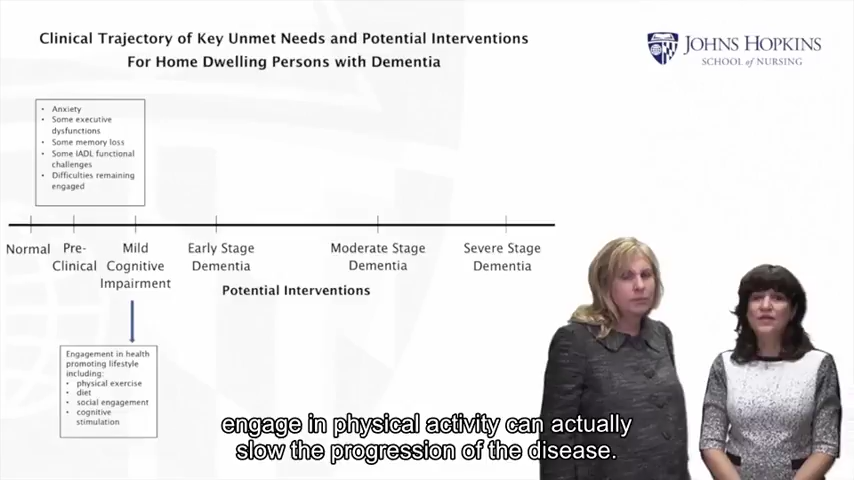 Clinical Trajectory of Key Unmet Needs and Potential Interventions
For Home Dwelling Persons with Dementia
JOHNS HOPKINS
SCHOOL of NURSING
• Anxiety
• Some executive
dysfunctions
• Some memory loss
• Some IADL functional
challenges
• Difficulties remaining
engaged
Normal
Pre-
Clinical
Mild
Cognitive
Impairment
Early Stage
Dementia
Moderate Stage
Dementia
Severe Stage
Dementia
Potential Interventions
Engagement in health
promoting lifestyle
including:
• physical exercise
• diet
• social engagement
• cognitive
stimulation
engage in physical activity can actually
slow the progression of the disease.